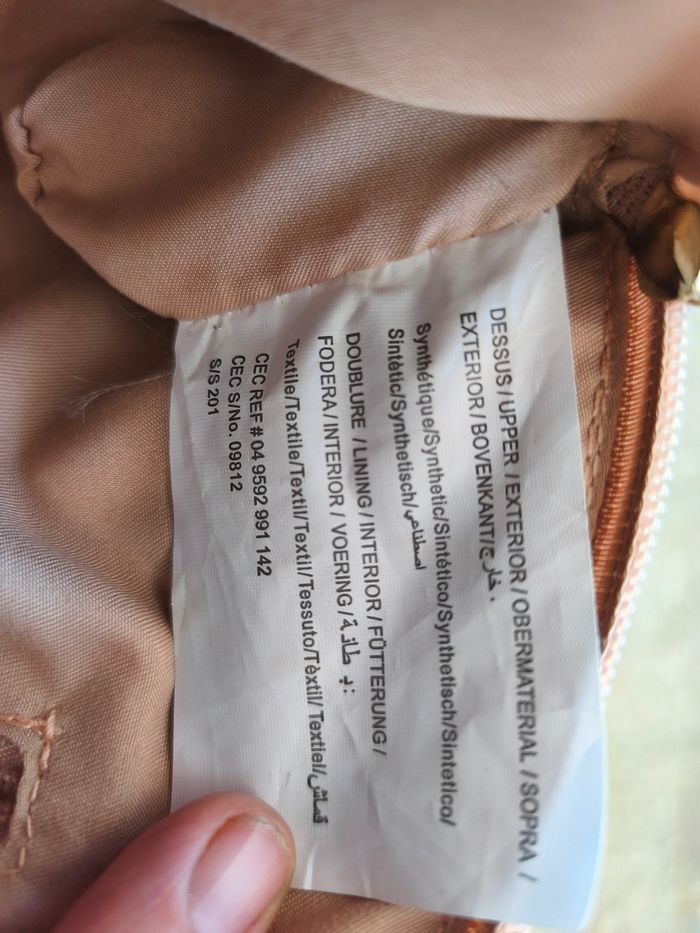 DESSUS / UPPER / EXTERIOR / OBERMATERIAL / SOPRA /
EXTERIOR / BOVENKANT/خارج.
Synthétique/Synthetic/Sintético/Synthetisch/Sintetico/
Sintètic/Synthetisch/اصطناعي
DOUBLURE / LINING / INTERIOR / FÜTTERUNG /
FODERA / INTERIOR / VOERING / بطانة:
Textile/Textile/Textil/Textil/Tessuto/Tèxtil/ Textiel/قماش
CEC REF # 04 9592 991 142
CEC S/No. 09812
S/S 201